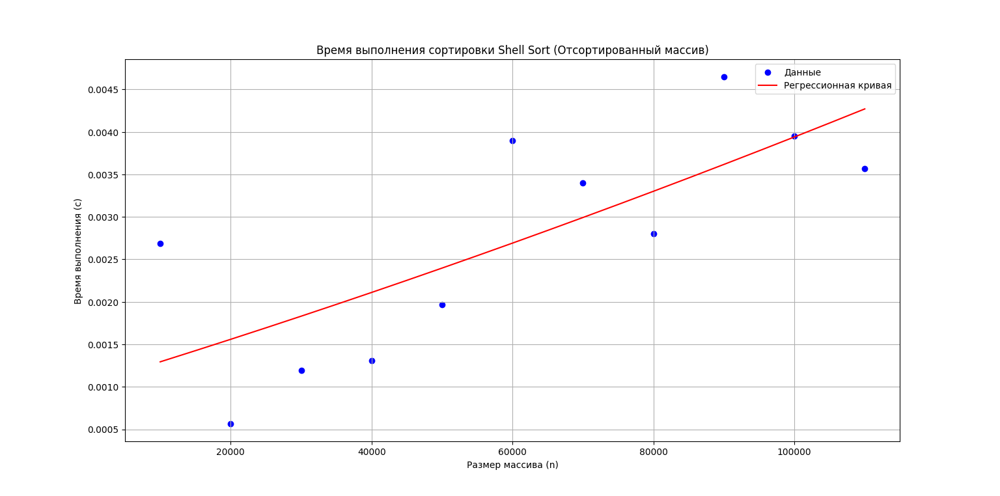 Время выполнения сортировки Shell Sort (Отсортированный массив)
Данные
Регрессионная кривая
0.0045
0.0040
0.0035
0.0030
0.0025
0.0020
0.0015
0.0010
0.0005
Время выполнения (с)
20000
40000
60000
80000
100000
Размер массива (n)